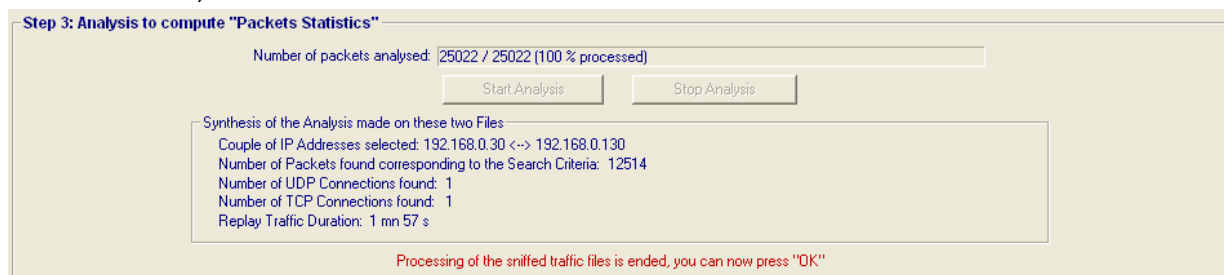 Step 3: Analysis to compute "Packets Statistics"
Number of packets analysed: 25022 / 25022 (100 % processed)
Start Analysis Stop Analysis
Synthesis of the Analysis made on these two Files
Couple of IP Addresses selected: 192.168.0.30 <--> 192.168.0.130
Number of Packets found corresponding to the Search Criteria: 12514
Number of UDP Connections found: 1
Number of TCP Connections found: 1
Replay Traffic Duration: 1 mn 57 s
Processing of the sniffed traffic files is ended, you can now press "OK"